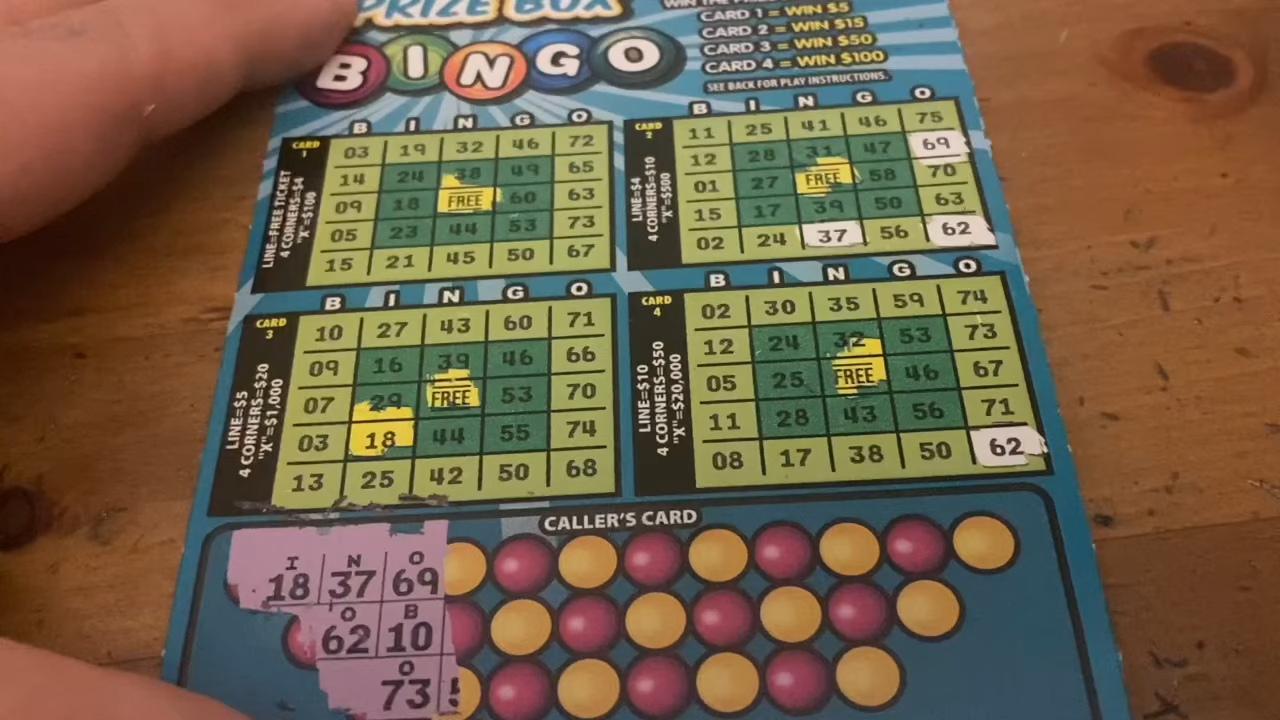 PRIZE BOX
BINGO
CARD 1 = WIN $5
CARD 2 = WIN $15
CARD 3 = WIN $50
CARD 4 = WIN $100
SEE BACK FOR PLAY INSTRUCTIONS.
CARD 1
LINE=FREE TICKET
4 CORNERS=$4
"X"=$100
B I N G O
03 19 32 46 72
14 24 38 49 65
09 18 FREE 60 63
05 23 44 53 73
15 21 45 50 67
CARD 2
LINE=$4
4 CORNERS=$10
"X"=$500
B I N G O
11 25 41 46 75
12 28 31 47 69
01 27 FREE 58 70
15 17 39 50 63
02 24 37 56 62
CARD 3
LINE=$5
4 CORNERS=$20
"X"=$1,000
B I N G O
10 27 43 60 71
09 16 39 46 66
07 29 FREE 53 70
03 18 44 55 74
13 25 42 50 68
CARD 4
LINE=$10
4 CORNERS=$50
"X"=$20,000
B I N G O
02 30 35 59 74
12 24 32 53 73
05 25 FREE 46 67
11 28 43 56 71
08 17 38 50 62
CALLER'S CARD
I N O
18 37 69
O B
62 10
O
73